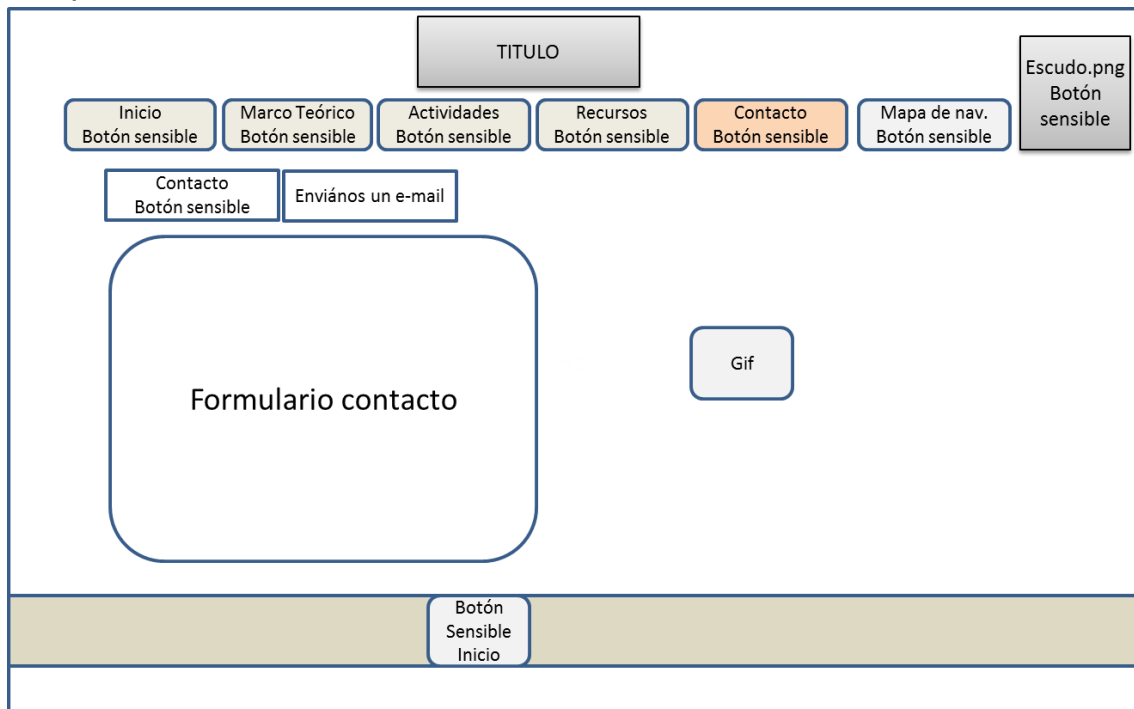 TITULO
Escudo.png
Botón
sensible
Inicio
Botón sensible
Marco Teórico
Botón sensible
Actividades
Botón sensible
Recursos
Botón sensible
Contacto
Botón sensible
Mapa de nav.
Botón sensible
Contacto
Botón sensible
Enviános un e-mail
Formulario contacto
Gif
Botón
Sensible
Inicio